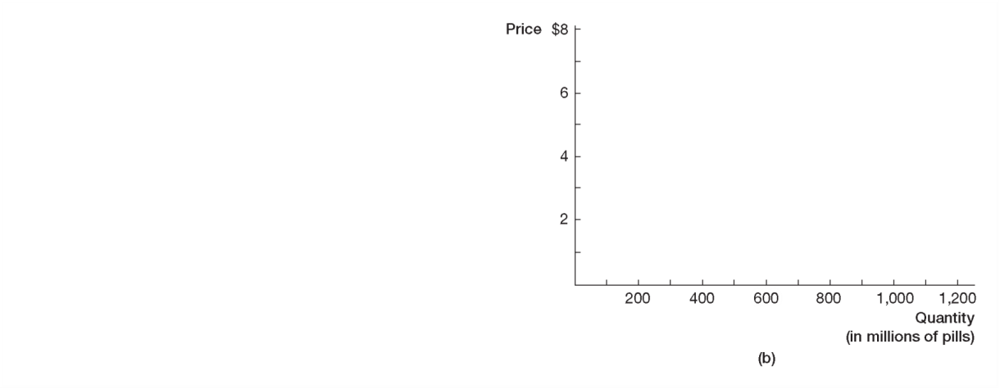 Price $8
6
4
2
200 400 600 800 1,000 1,200
Quantity
(in millions of pills)
(b)